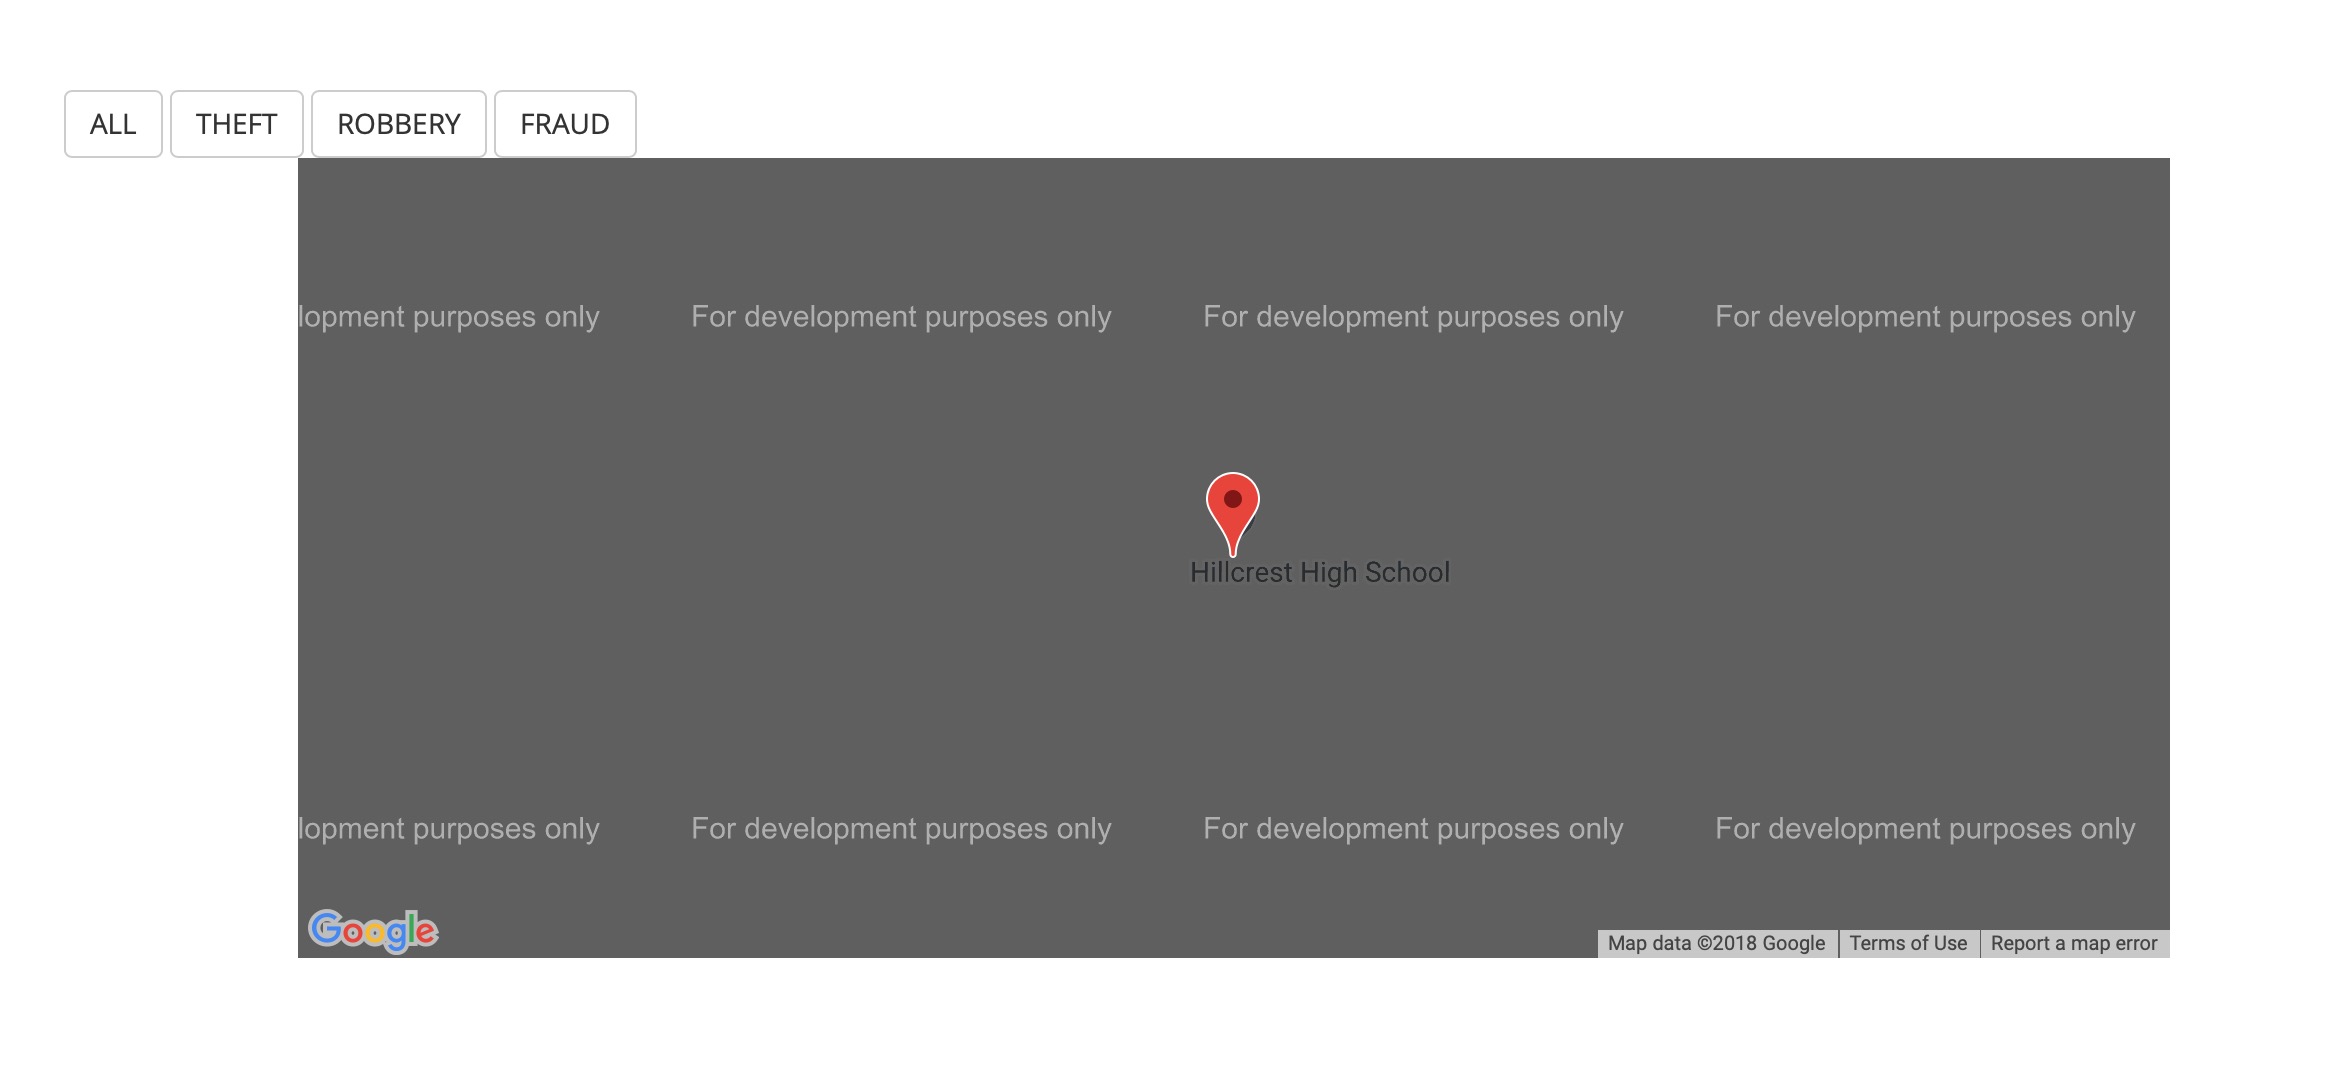 ALL THEFT ROBBERY FRAUD
lopment purposes only For development purposes only For development purposes only For development purposes only
Hillcrest High School
lopment purposes only For development purposes only For development purposes only For development purposes only
Google Map data ©2018 Google Terms of Use Report a map error